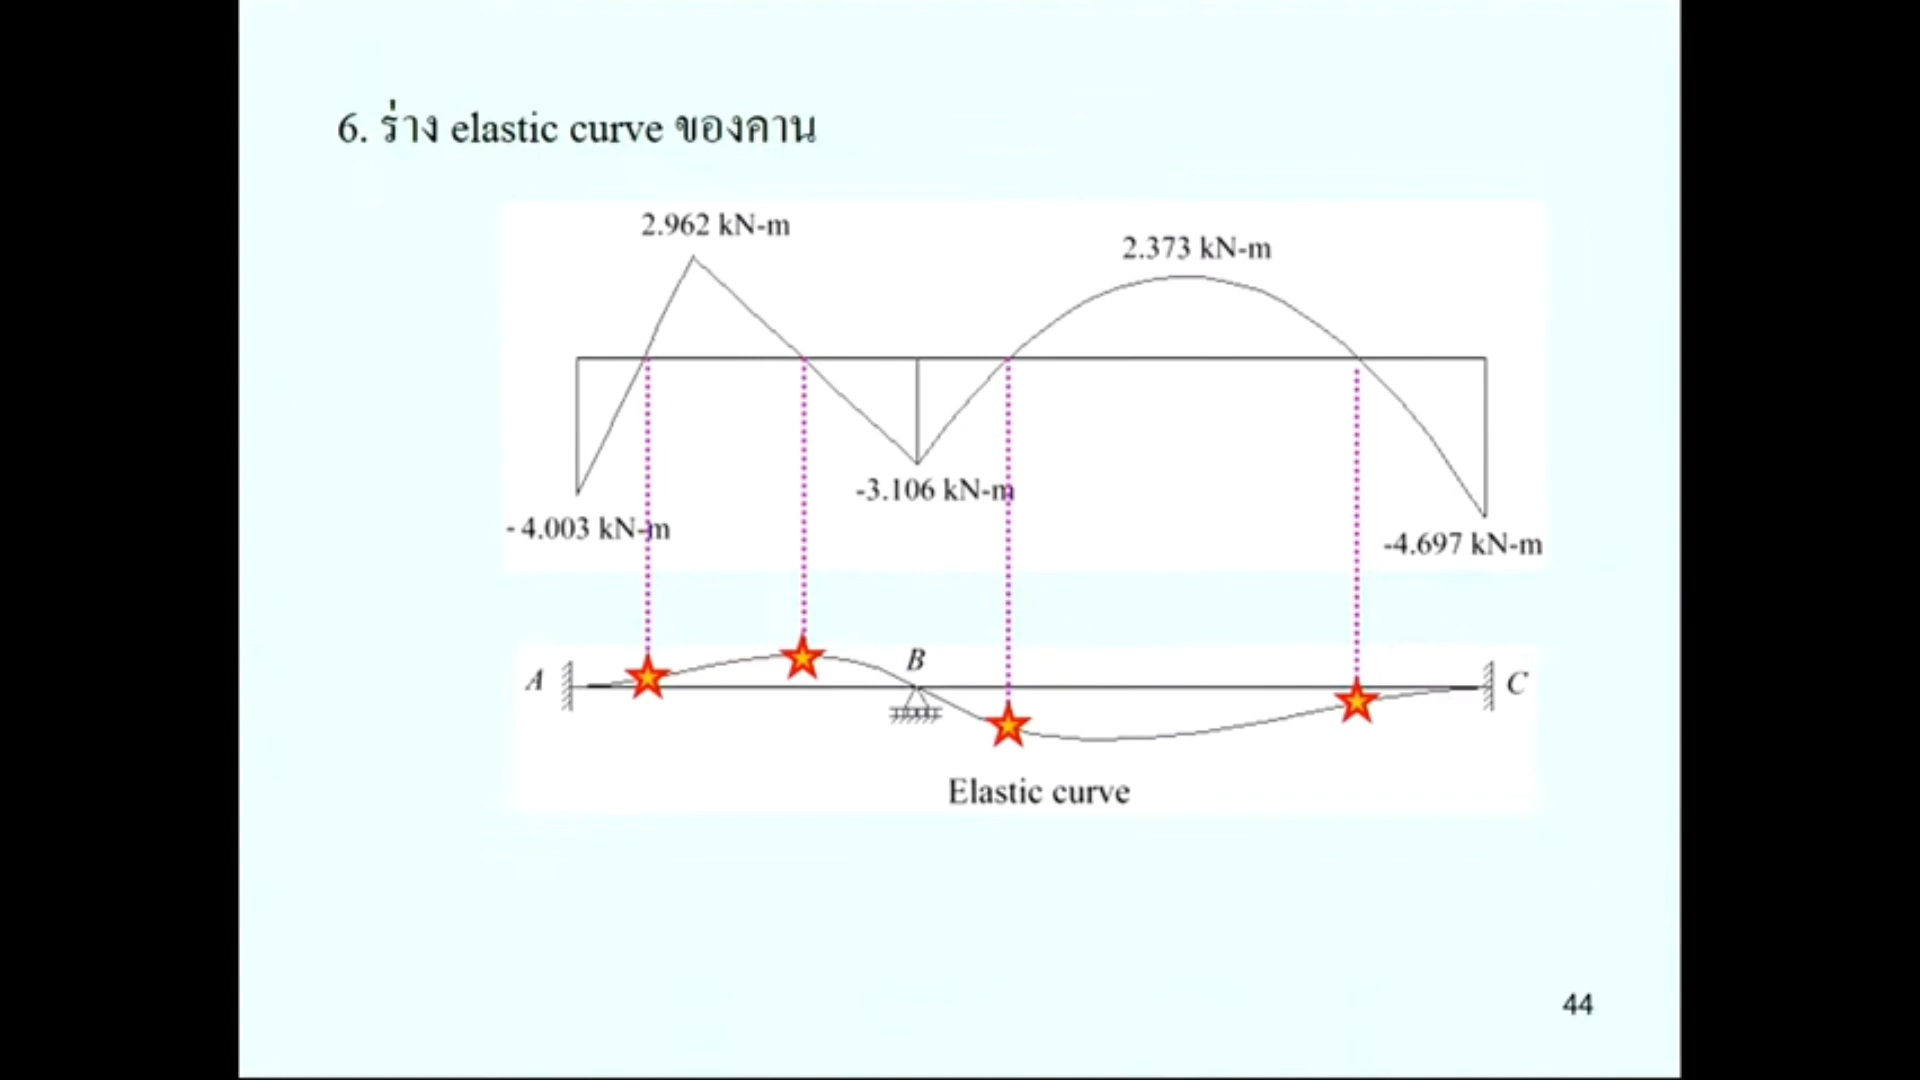 6. ร่าง elastic curve ของคาน
2.962 kN-m
2.373 kN-m
-3.106 kN-m
- 4.003 kN-m
-4.697 kN-m
A
B
C
Elastic curve
44